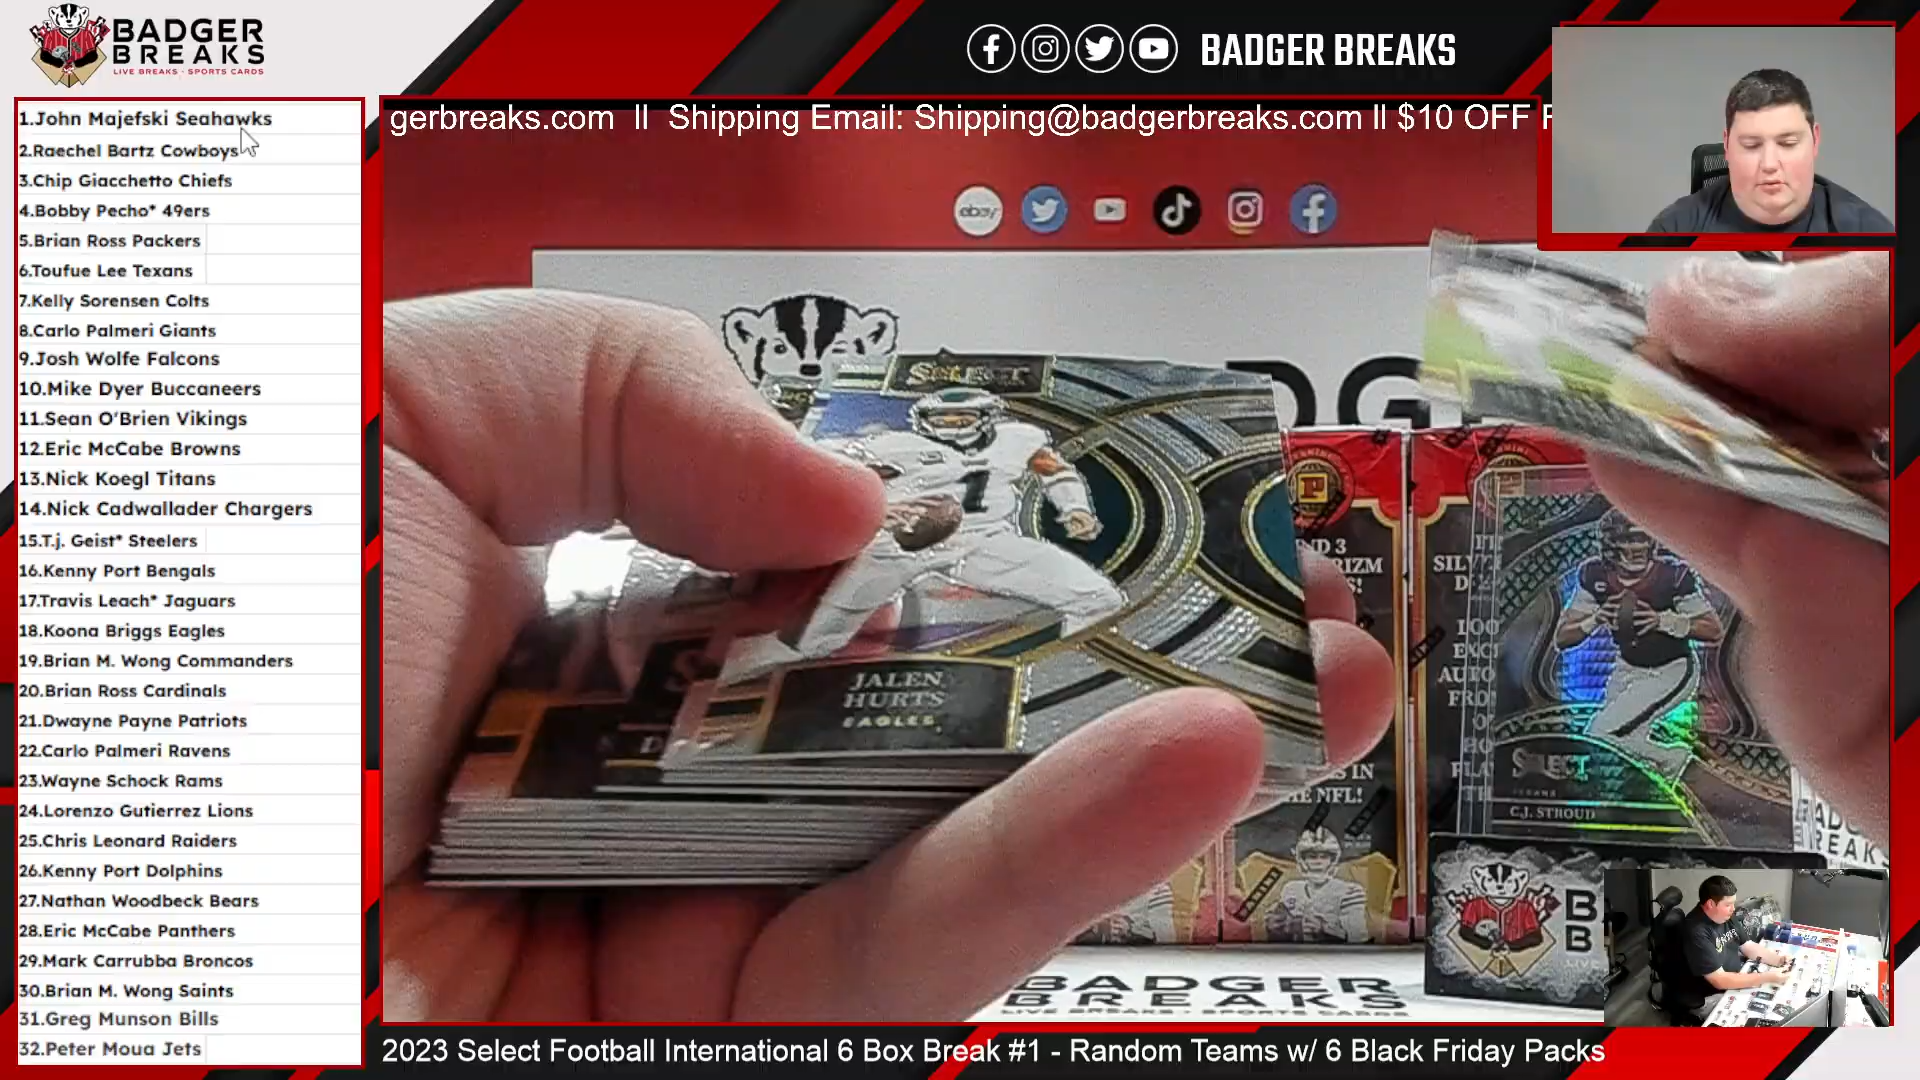 BADGER
BREAKS
LIVE BREAKS - SPORTS CARDS
BADGER BREAKS
gerbreaks.com ll Shipping Email: Shipping@badgerbreaks.com ll $10 OFF F
1.John Majefski Seahawks
2.Raechel Bartz Cowboys
3.Chip Giacchetto Chiefs
4.Bobby Pecho* 49ers
5.Brian Ross Packers
6.Toufue Lee Texans
7.Kelly Sorensen Colts
8.Carlo Palmeri Giants
9.Josh Wolfe Falcons
10.Mike Dyer Buccaneers
11.Sean O'Brien Vikings
12.Eric McCabe Browns
13.Nick Koegl Titans
14.Nick Cadwallader Chargers
15.T.j. Geist* Steelers
16.Kenny Port Bengals
17.Travis Leach* Jaguars
18.Koona Briggs Eagles
19.Brian M. Wong Commanders
20.Brian Ross Cardinals
21.Dwayne Payne Patriots
22.Carlo Palmeri Ravens
23.Wayne Schock Rams
24.Lorenzo Gutierrez Lions
25.Chris Leonard Raiders
26.Kenny Port Dolphins
27.Nathan Woodbeck Bears
28.Eric McCabe Panthers
29.Mark Carrubba Broncos
30.Brian M. Wong Saints
31.Greg Munson Bills
32.Peter Moua Jets
ebay
SELECT
JALEN
HURTS
EAGLES
SELECT
TEXANS
C.J. STROUD
BADGER
BREAKS
LIVE BREAKS - SPORTS CARDS
2023 Select Football International 6 Box Break #1 - Random Teams w/ 6 Black Friday Packs